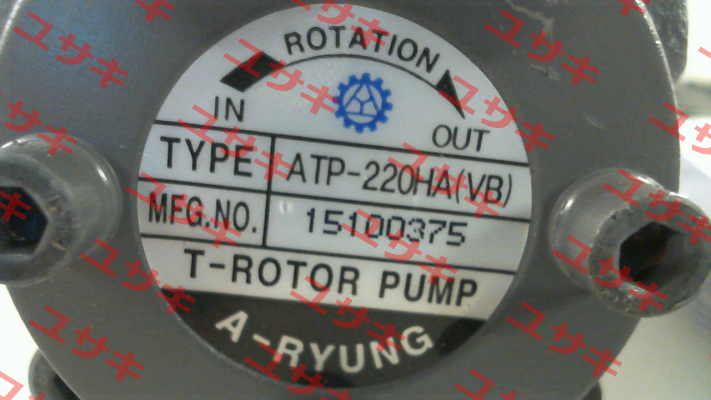 ROTATION
IN
OUT
TYPE ATP-220HA(VB)
MFG.NO. 15100375
T-ROTOR PUMP
A-RYUNG
ユサキ